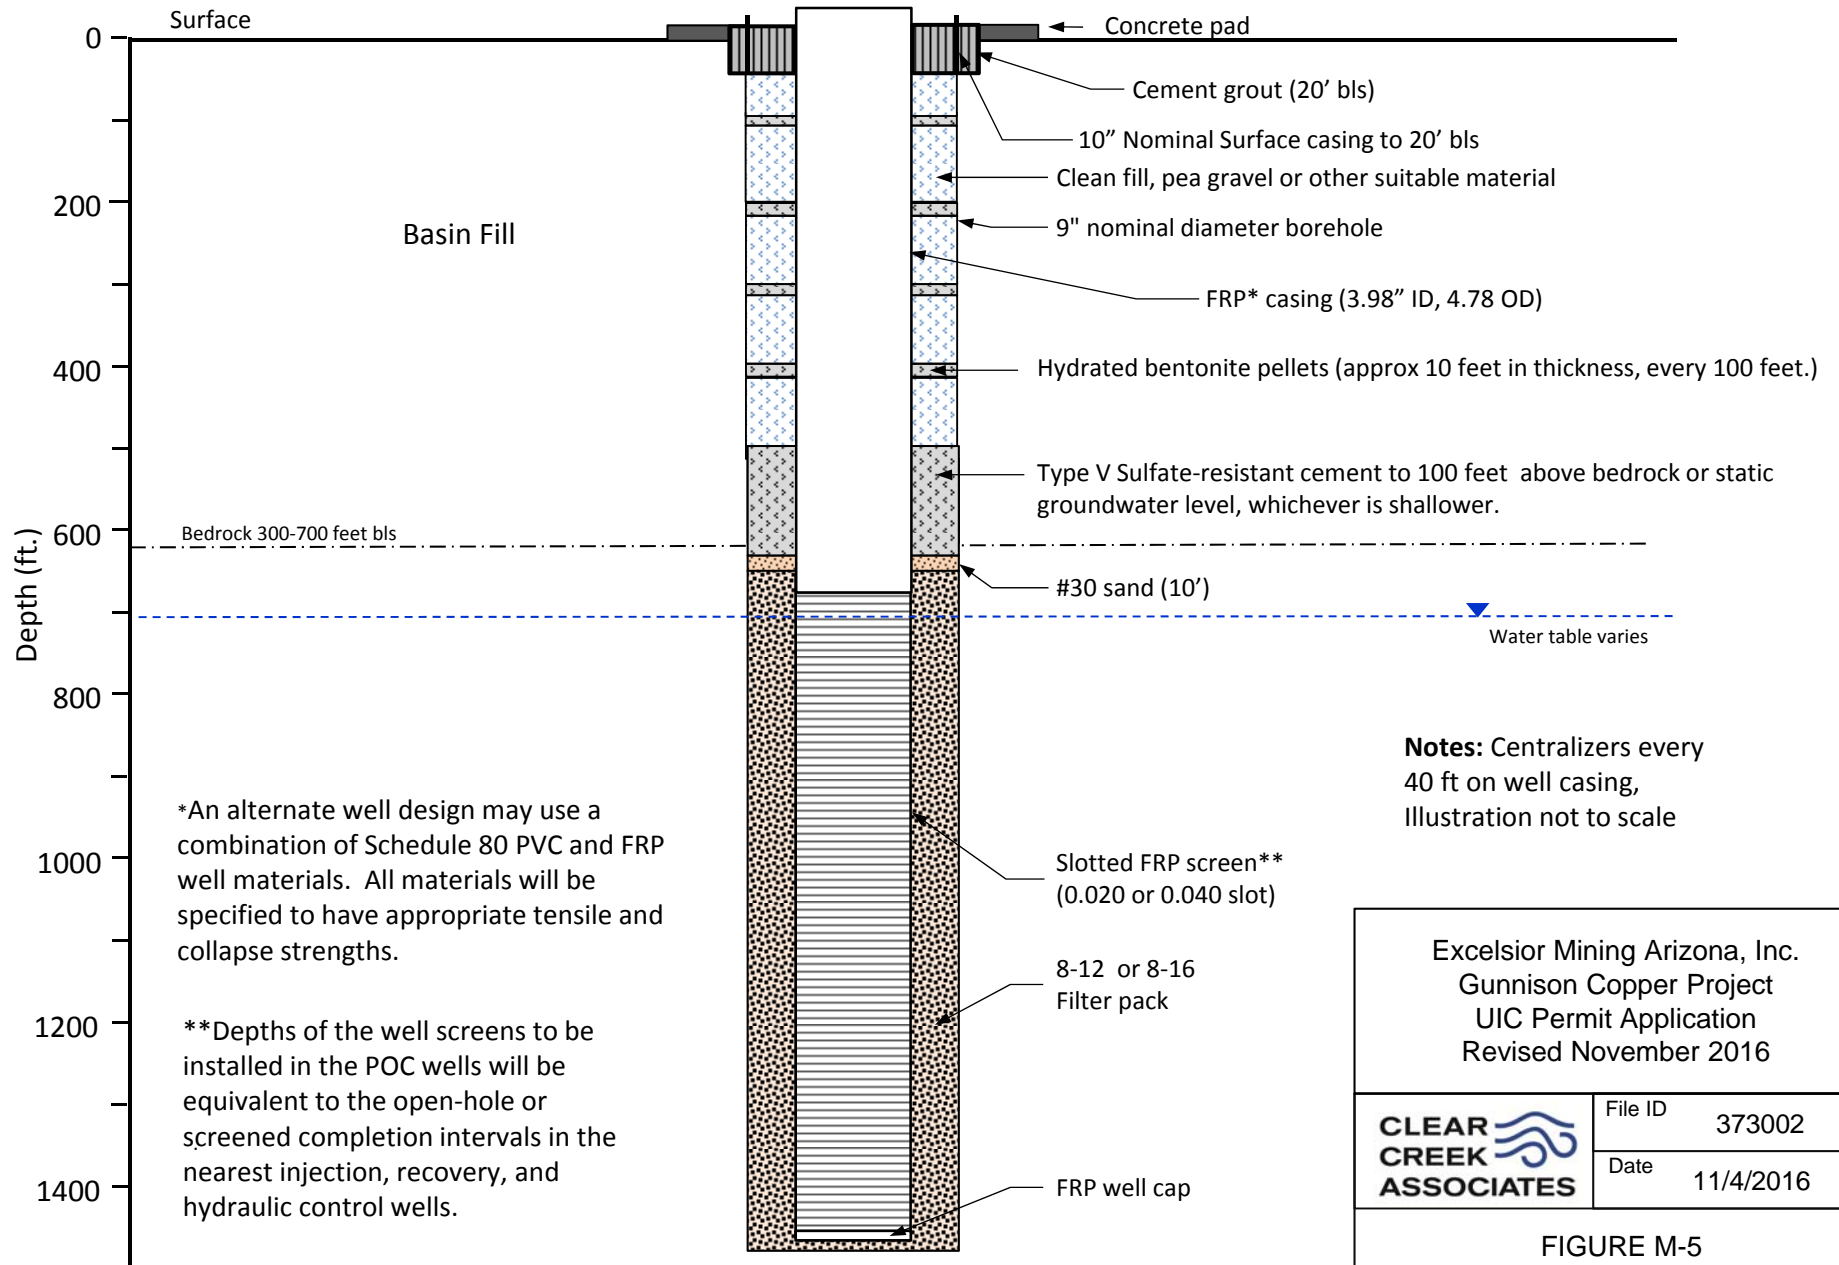 Surface
Concrete pad
0
Cement grout (20’ bls)
10” Nominal Surface casing to 20’ bls
Clean fill, pea gravel or other suitable material
200
9" nominal diameter borehole
Basin Fill
FRP* casing (3.98” ID, 4.78 OD)
400
Hydrated bentonite pellets (approx 10 feet in thickness, every 100 feet.)
Type V Sulfate-resistant cement to 100 feet above bedrock or static
groundwater level, whichever is shallower.
600
Bedrock 300-700 feet bls
Depth (ft.)
#30 sand (10’)
Water table varies
800
Notes: Centralizers every
40 ft on well casing,
Illustration not to scale
*An alternate well design may use a
combination of Schedule 80 PVC and FRP
well materials. All materials will be
specified to have appropriate tensile and
collapse strengths.
1000
Slotted FRP screen**
(0.020 or 0.040 slot)
8-12 or 8-16
Filter pack
1200
**Depths of the well screens to be
installed in the POC wells will be
equivalent to the open-hole or
screened completion intervals in the
nearest injection, recovery, and
hydraulic control wells.
1400
FRP well cap
Excelsior Mining Arizona, Inc.
Gunnison Copper Project
UIC Permit Application
Revised November 2016
CLEAR
CREEK
ASSOCIATES
File ID 373002
Date 11/4/2016
FIGURE M-5